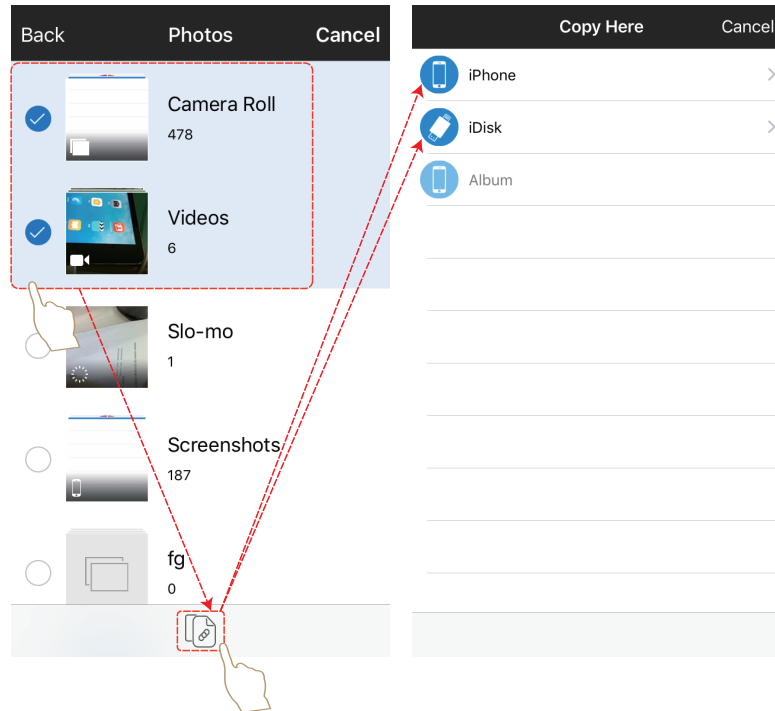 Back Photos Cancel
Camera Roll
478
Videos
6
Slo-mo
1
Screenshots
187
fg
0
Copy Here Cancel
iPhone
iDisk
Album